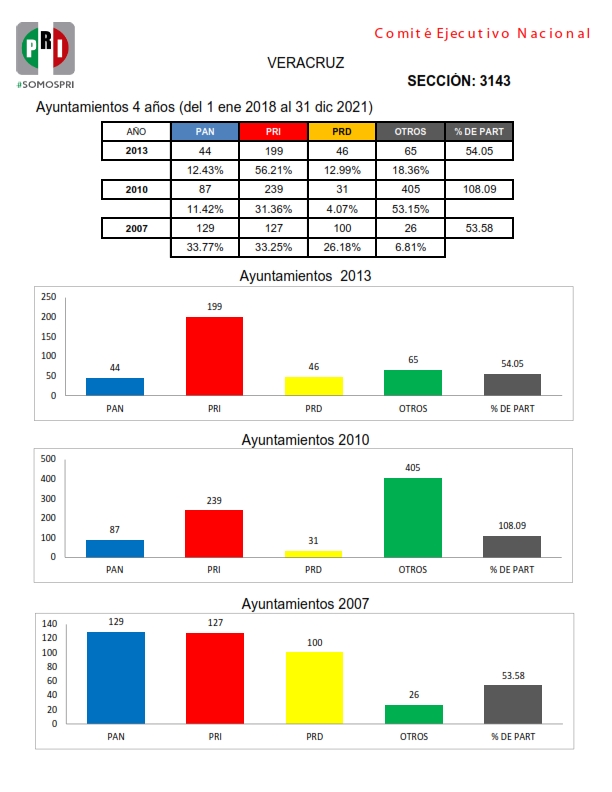 Comité Ejecutivo Nacional
PRI
#SOMOSPRI
VERACRUZ
SECCIÓN: 3143
Ayuntamientos 4 años (del 1 ene 2018 al 31 dic 2021)
AÑO PAN PRI PRD OTROS % DE PART
2013 44 199 46 65 54.05
12.43% 56.21% 12.99% 18.36%
2010 87 239 31 405 108.09
11.42% 31.36% 4.07% 53.15%
2007 129 127 100 26 53.58
33.77% 33.25% 26.18% 6.81%
Ayuntamientos 2013
250
200
150
100
50
0
44 199 46 65 54.05
PAN PRI PRD OTROS % DE PART
Ayuntamientos 2010
500
400
300
200
100
0
87 239 31 405 108.09
PAN PRI PRD OTROS % DE PART
Ayuntamientos 2007
140
120
100
80
60
40
20
0
129 127 100 26 53.58
PAN PRI PRD OTROS % DE PART